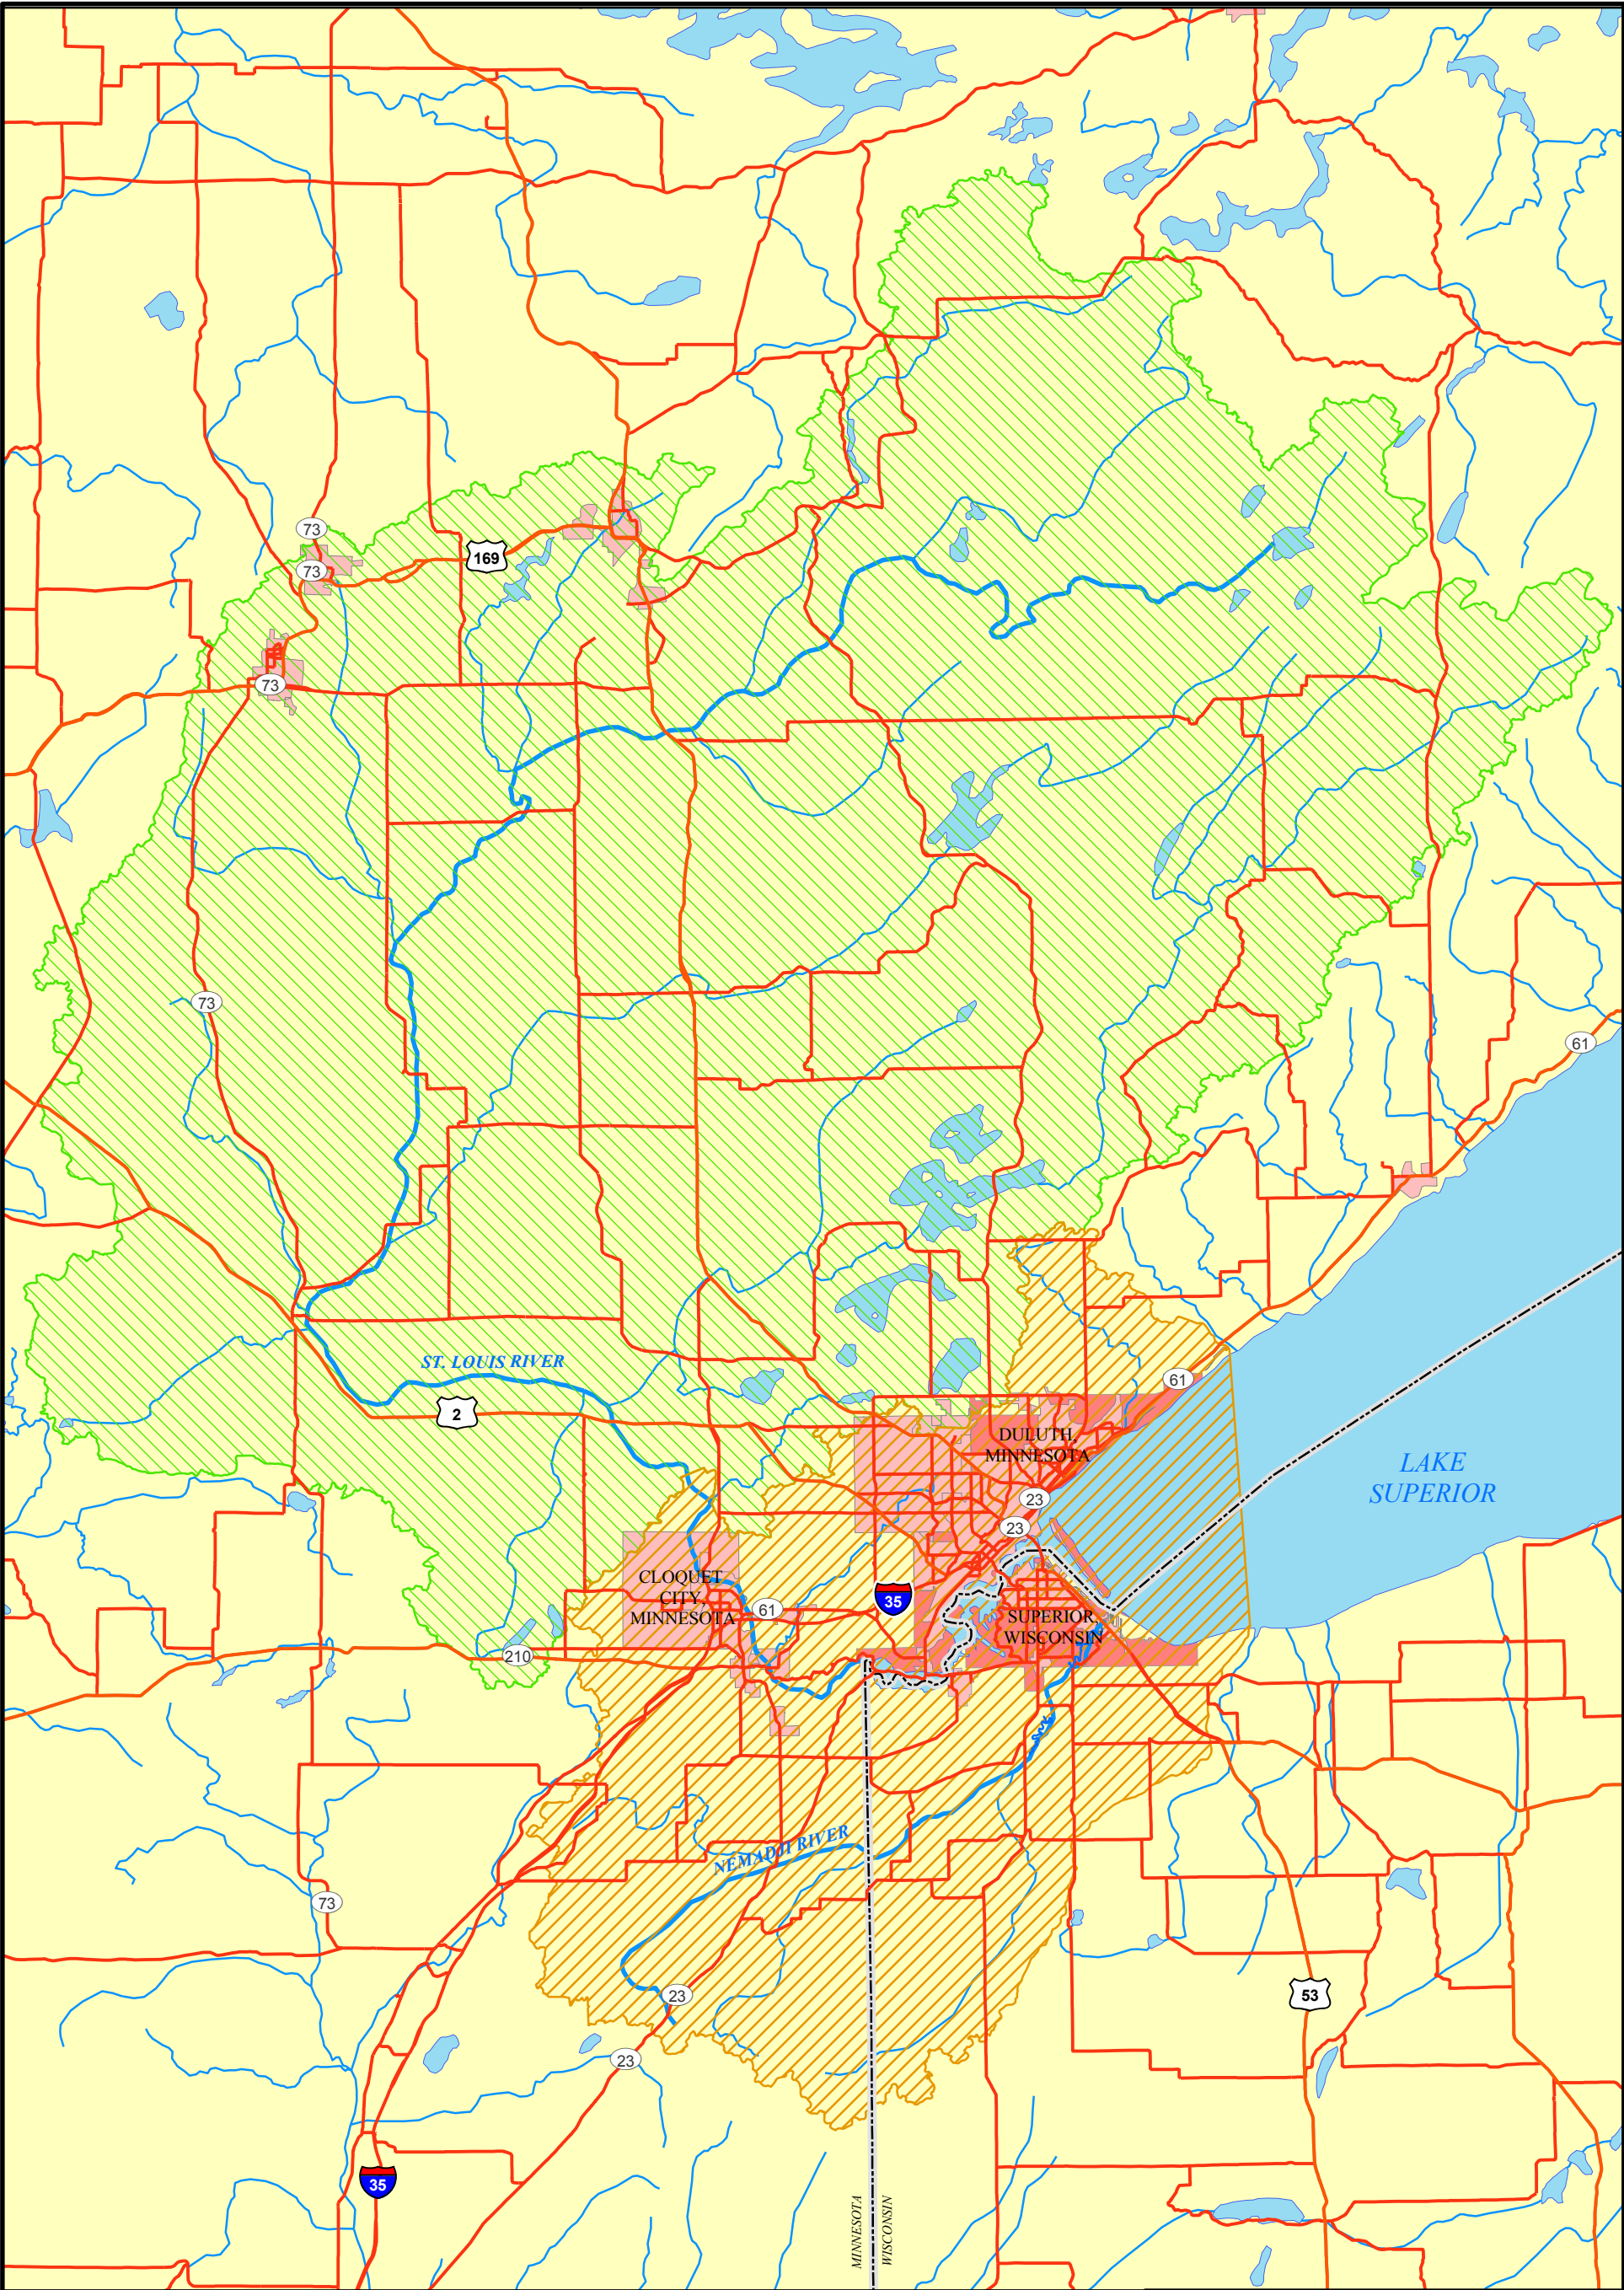 73
169
73
73
73
61
ST. LOUIS RIVER
2
61
DULUTH,
MINNESOTA
LAKE
SUPERIOR
23
23
CLOQUET
CITY,
MINNESOTA
61
35
SUPERIOR,
WISCONSIN
210
NEMADJI RIVER
73
23
53
23
35
MINNESOTA
WISCONSIN